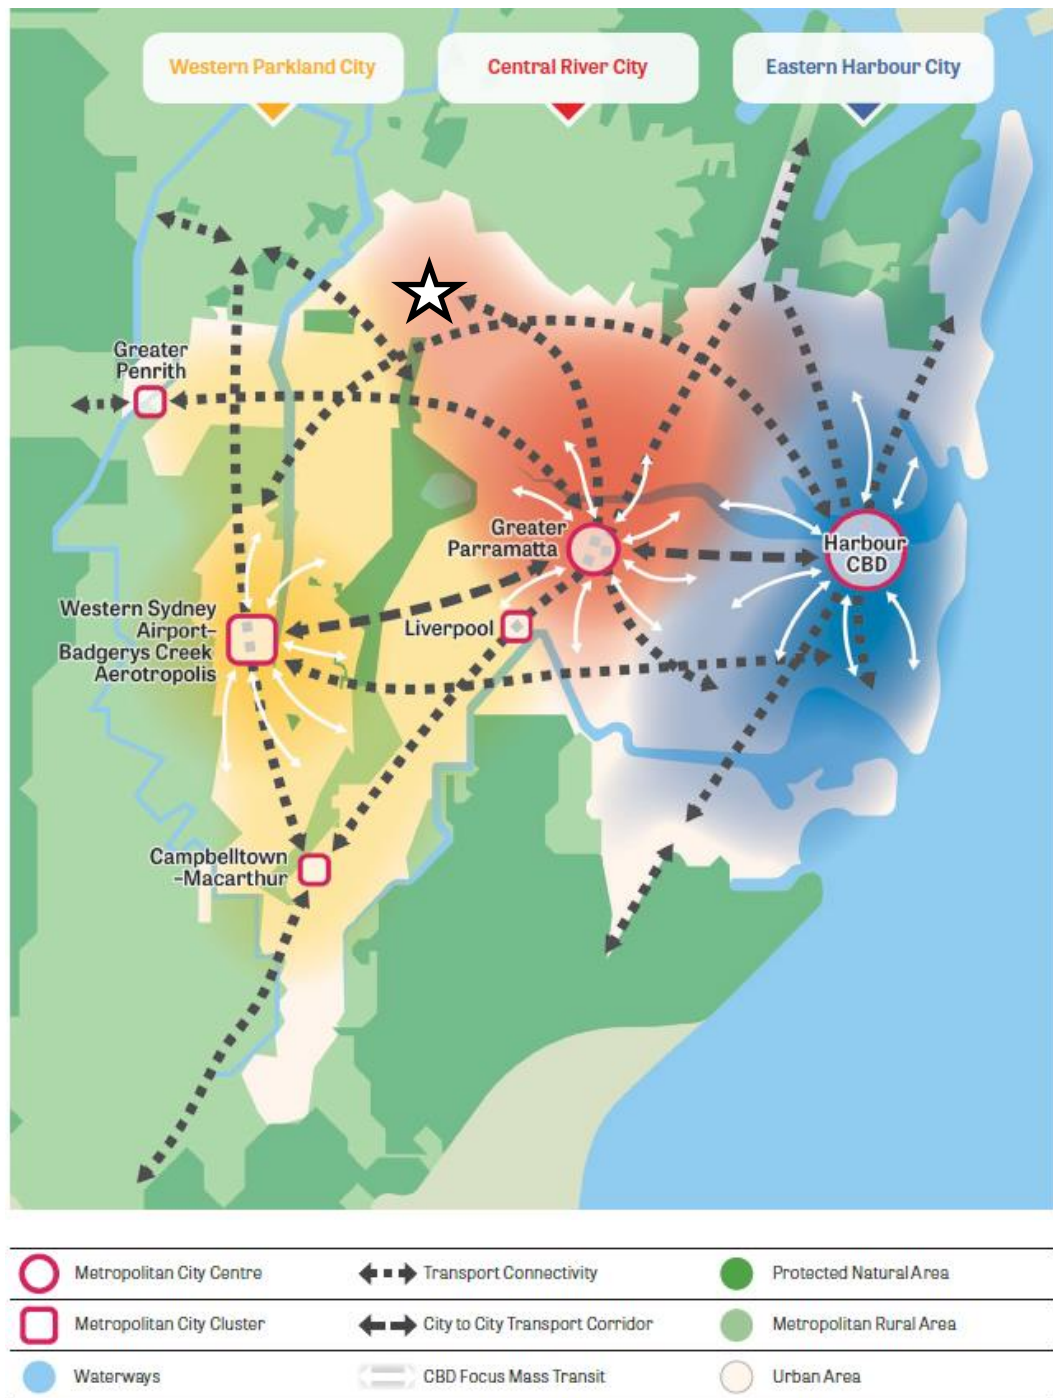 Western Parkland City
Central River City
Eastern Harbour City
Greater
Penrith
Greater
Parramatta
Harbour
CBD
Western Sydney
Airport–
Badgerys Creek
Aerotropolis
Liverpool
Campbelltown
–Macarthur
Metropolitan City Centre
Transport Connectivity
Protected Natural Area
Metropolitan City Cluster
City to City Transport Corridor
Metropolitan Rural Area
Waterways
CBD Focus Mass Transit
Urban Area